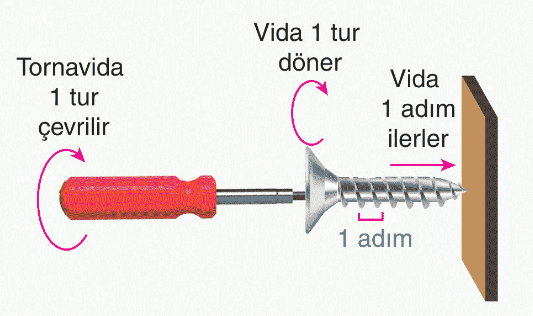 Tornavida
1 tur
çevrilir
Vida 1 tur
döner
Vida
1 adım
ilerler
1 adım